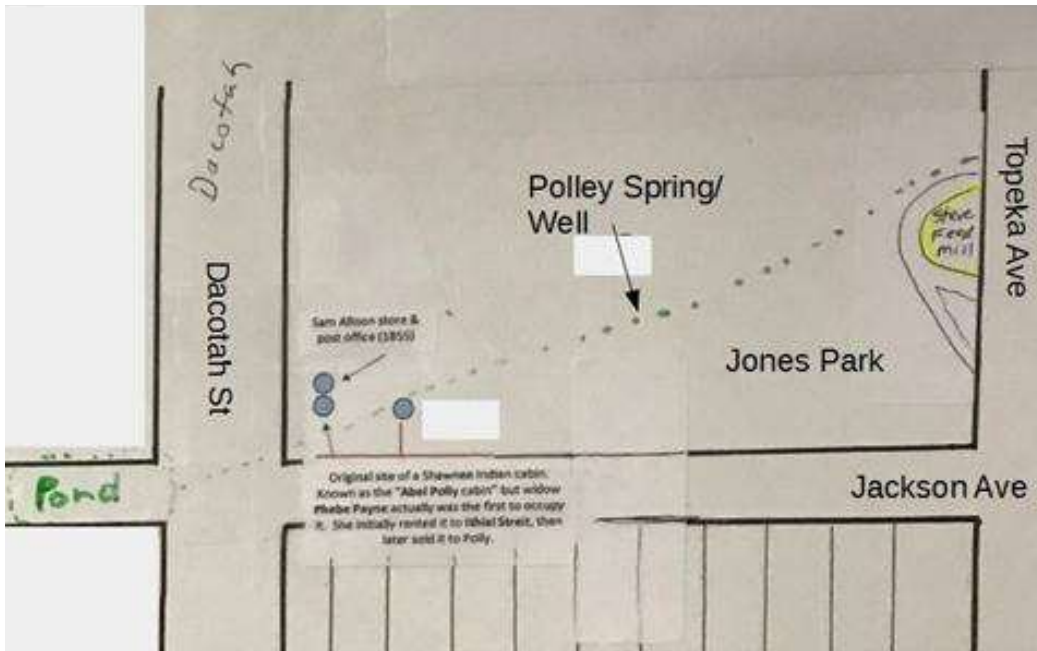 Dacotah
Dacotah St
Polley Spring/
Well
Topeka Ave
Steve
Feed
mill
Sam Allison store &
post office (1855)
Jones Park
Jackson Ave
Pond
Original site of a Shawnee Indian cabin.
Known as the "Abel Polly cabin" but widow
Phebe Payne actually was the first to occupy
it. She initially rented it to Streit, then
later sold it to Polly.